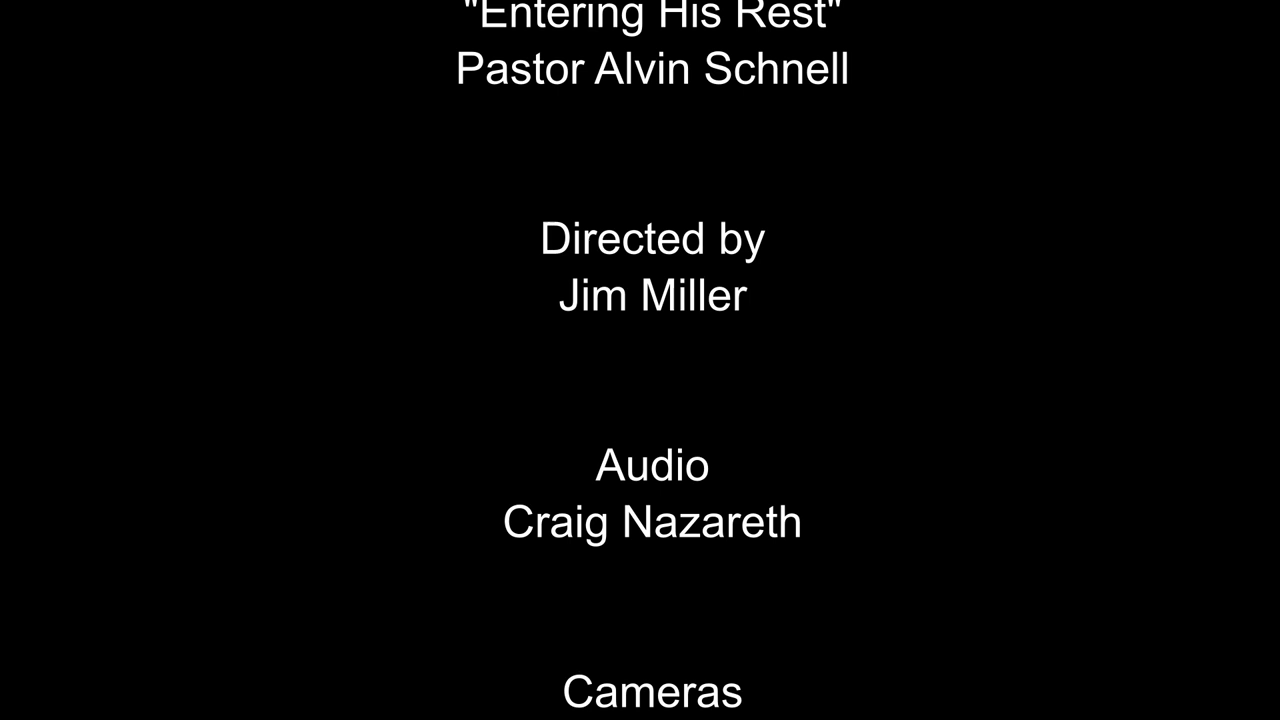 "Entering His Rest"
Pastor Alvin Schnell
Directed by
Jim Miller
Audio
Craig Nazareth
Cameras